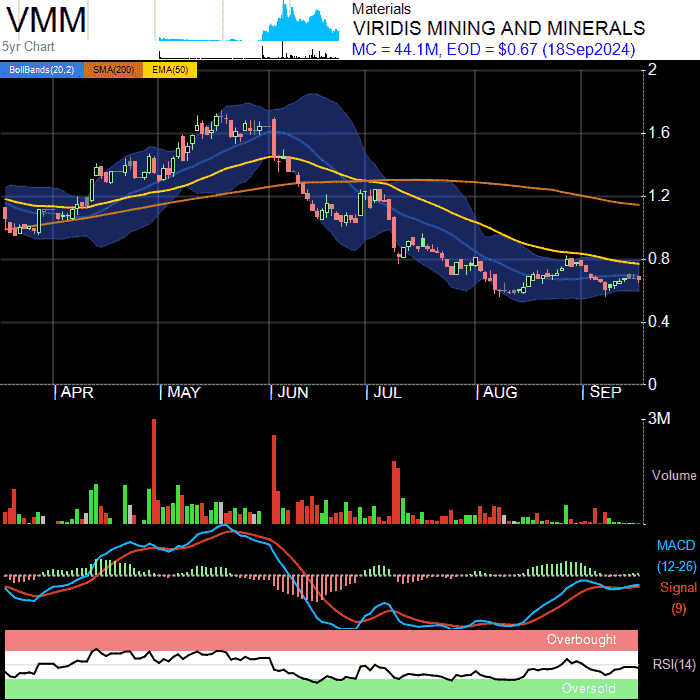 VMM
5yr Chart
Materials
VIRIDIS MINING AND MINERALS
MC = 44.1M, EOD = $0.67 (18Sep2024)
BollBands(20,2) SMA(200) EMA(50)
2
1.6
1.2
0.8
0.4
0
APR MAY JUN JUL AUG SEP
3M
Volume
MACD
(12-26)
Signal
(9)
Overbought
RSI(14)
Oversold